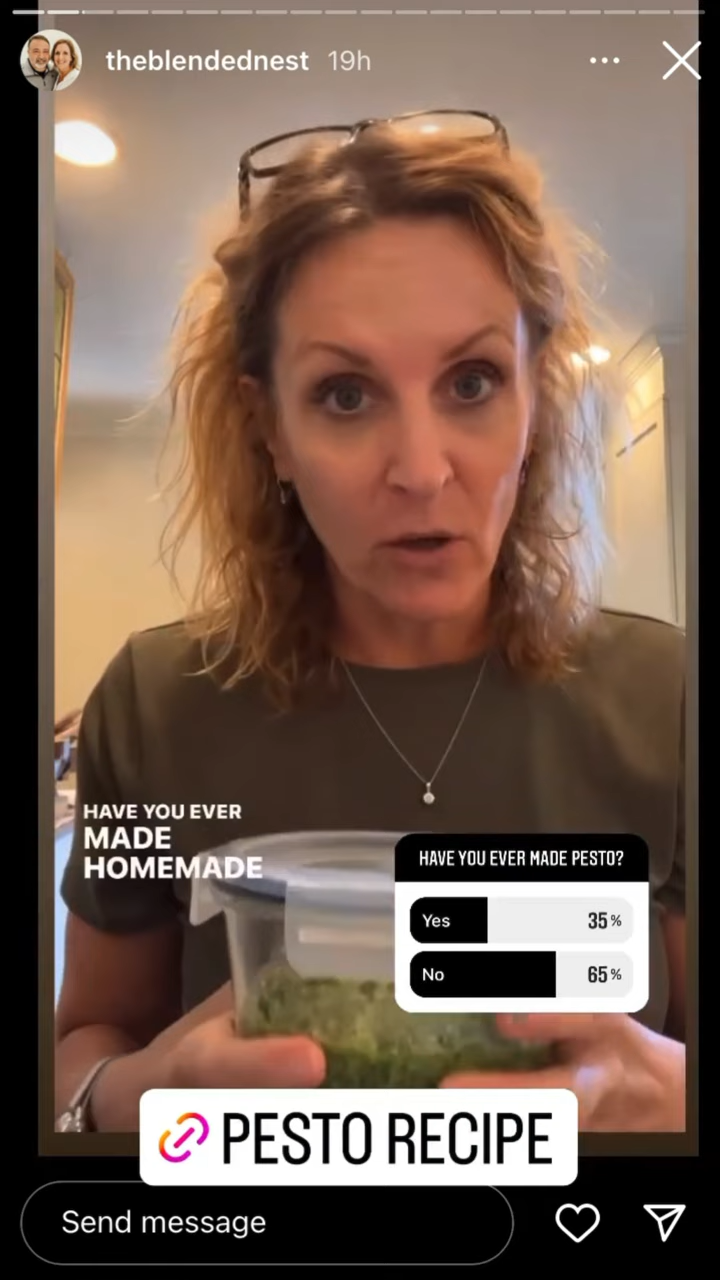 theblendednest 19h
HAVE YOU EVER
MADE
HOMEMADE
HAVE YOU EVER MADE PESTO?
Yes 35%
No 65%
PESTO RECIPE
Send message